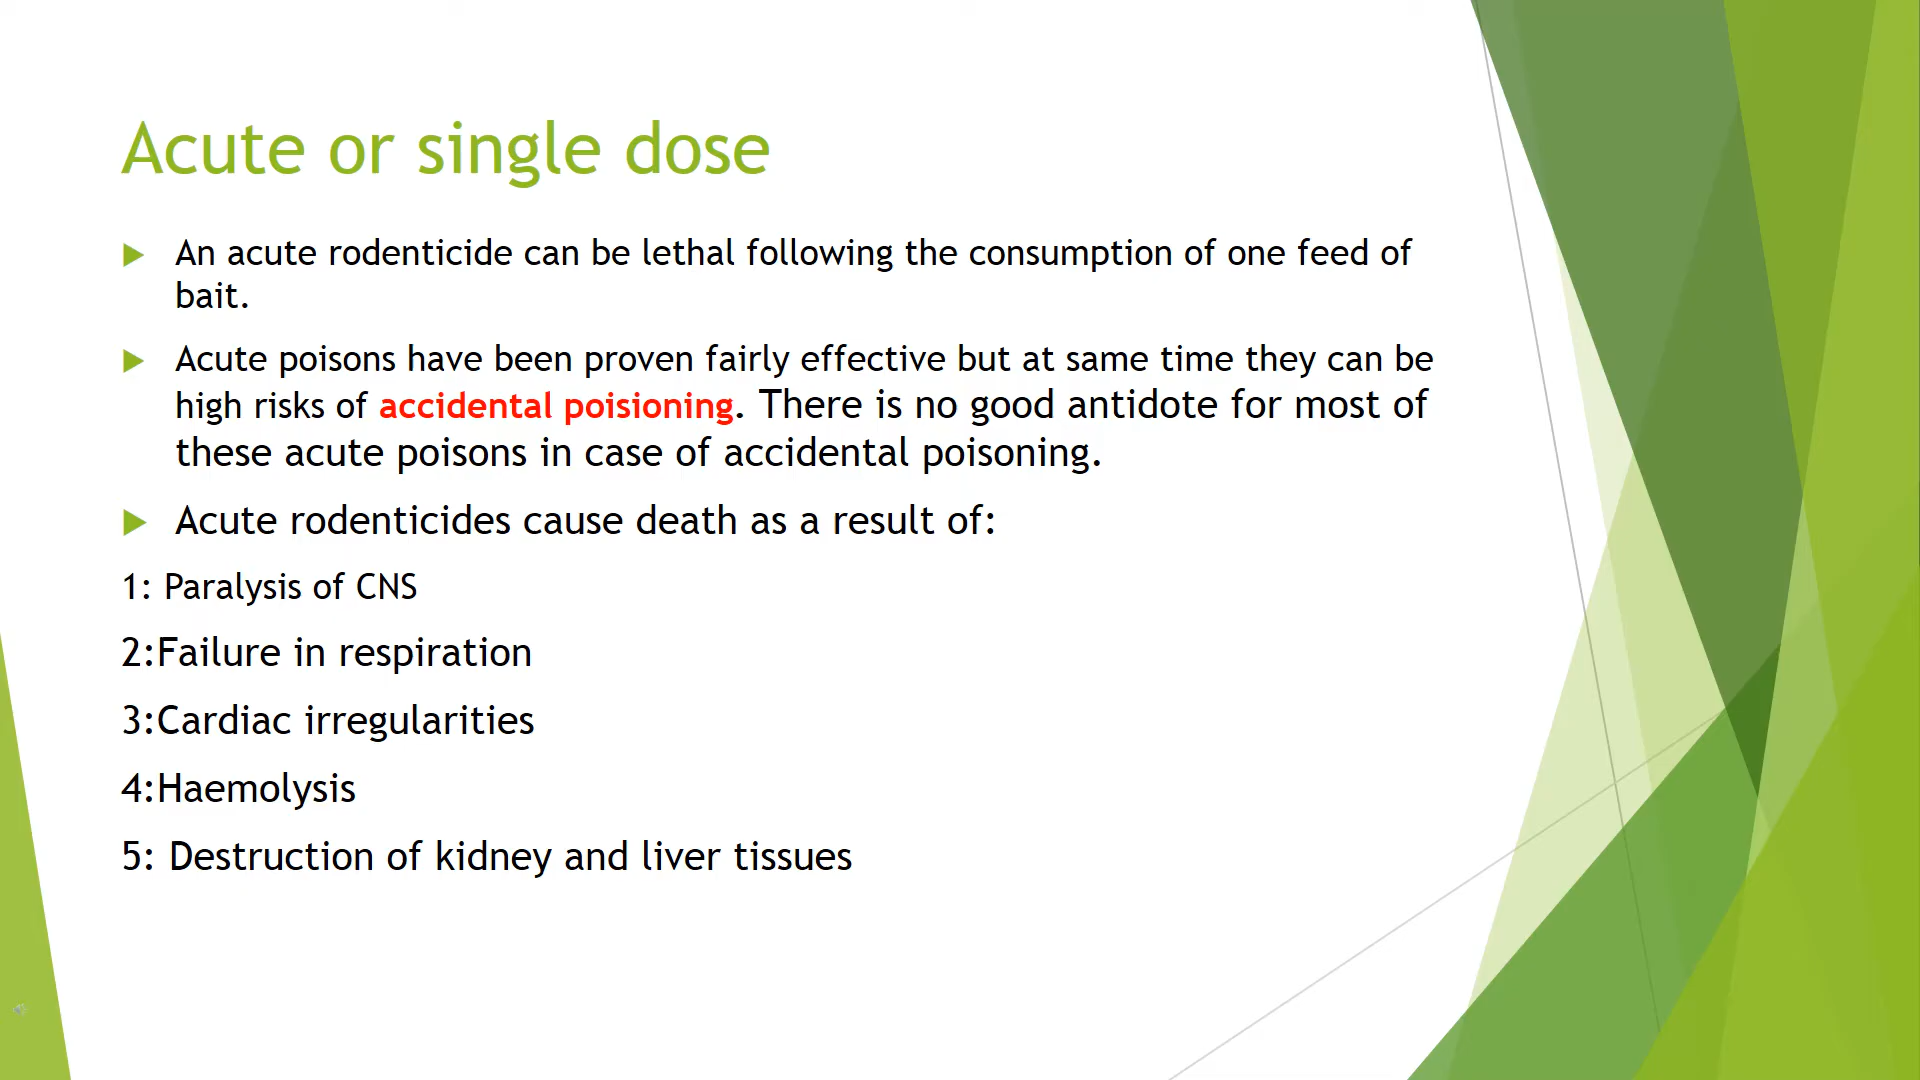 Acute or single dose
An acute rodenticide can be lethal following the consumption of one feed of
bait.
Acute poisons have been proven fairly effective but at same time they can be
high risks of accidental poisioning. There is no good antidote for most of
these acute poisons in case of accidental poisoning.
Acute rodenticides cause death as a result of:
1: Paralysis of CNS
2:Failure in respiration
3:Cardiac irregularities
4:Haemolysis
5: Destruction of kidney and liver tissues